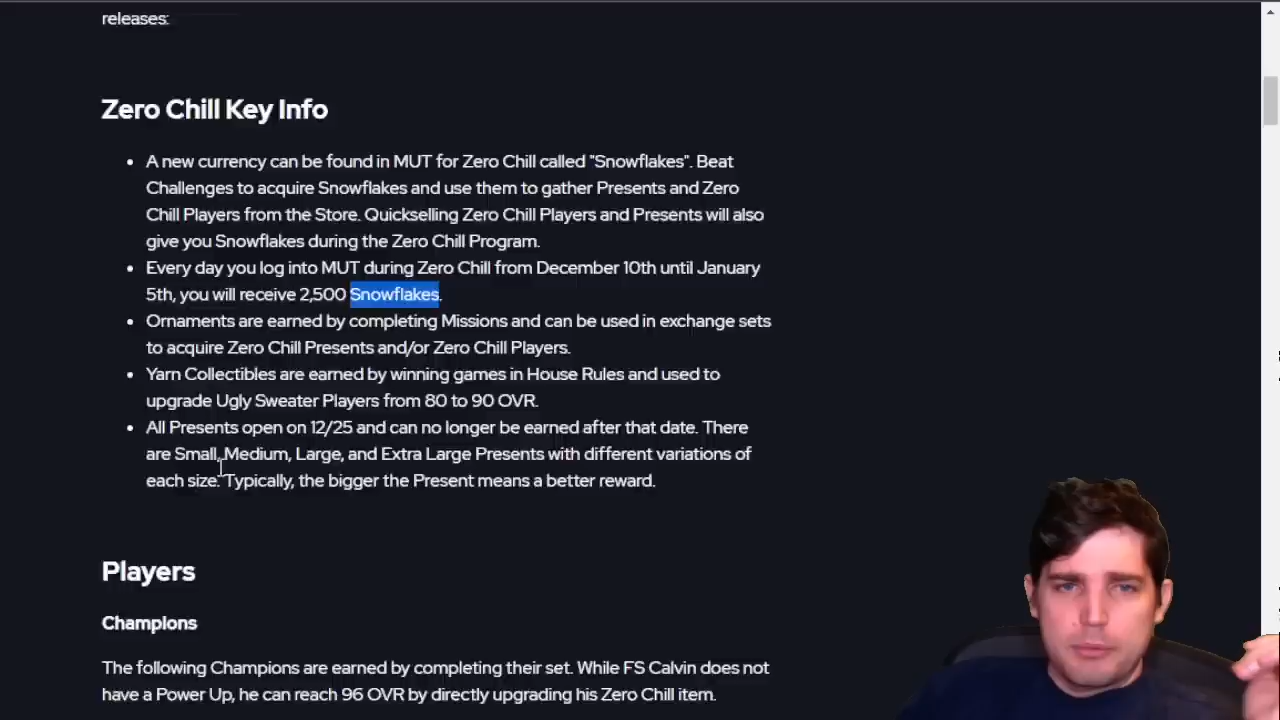 releases:
Zero Chill Key Info
• A new currency can be found in MUT for Zero Chill called "Snowflakes". Beat
Challenges to acquire Snowflakes and use them to gather Presents and Zero
Chill Players from the Store. Quickselling Zero Chill Players and Presents will also
give you Snowflakes during the Zero Chill Program.
• Every day you log into MUT during Zero Chill from December 10th until January
5th, you will receive 2,500 Snowflakes.
• Ornaments are earned by completing Missions and can be used in exchange sets
to acquire Zero Chill Presents and/or Zero Chill Players.
• Yarn Collectibles are earned by winning games in House Rules and used to
upgrade Ugly Sweater Players from 80 to 90 OVR.
• All Presents open on 12/25 and can no longer be earned after that date. There
are Small, Medium, Large, and Extra Large Presents with different variations of
each size. Typically, the bigger the Present means a better reward.
Players
Champions
The following Champions are earned by completing their set. While FS Calvin does not
have a Power Up, he can reach 96 OVR by directly upgrading his Zero Chill item.